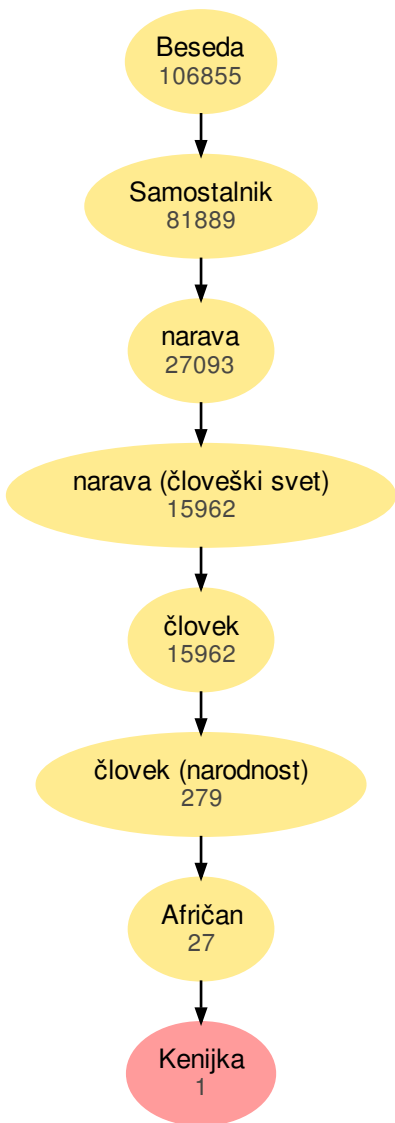 Beseda
106855
Samostalnik
81889
narava
27093
narava (človeški svet)
15962
človek
15962
človek (narodnost)
279
Afričan
27
Kenijka
1